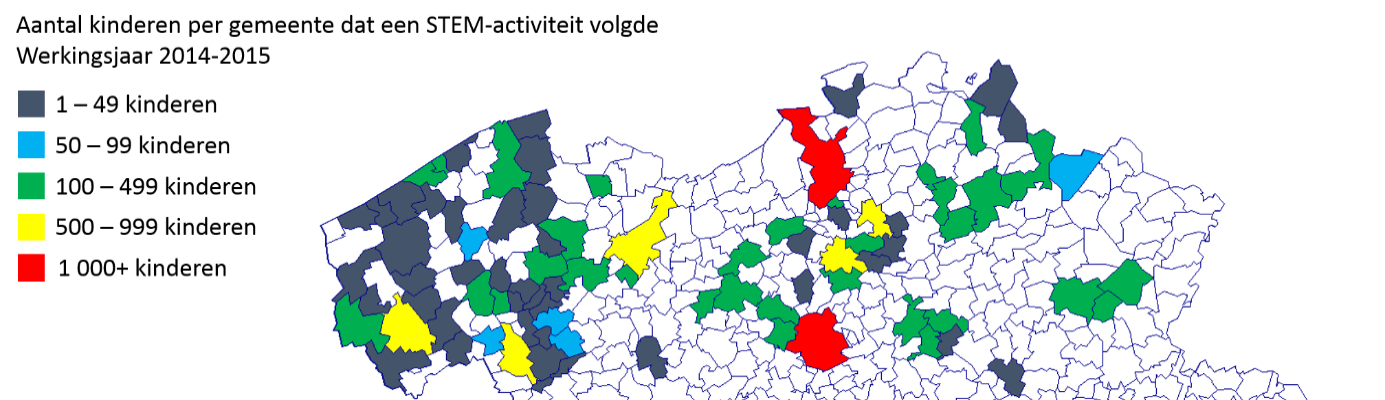 Aantal kinderen per gemeente dat een STEM-activiteit volgde
Werkingsjaar 2014-2015
1 – 49 kinderen
50 – 99 kinderen
100 – 499 kinderen
500 – 999 kinderen
1 000+ kinderen